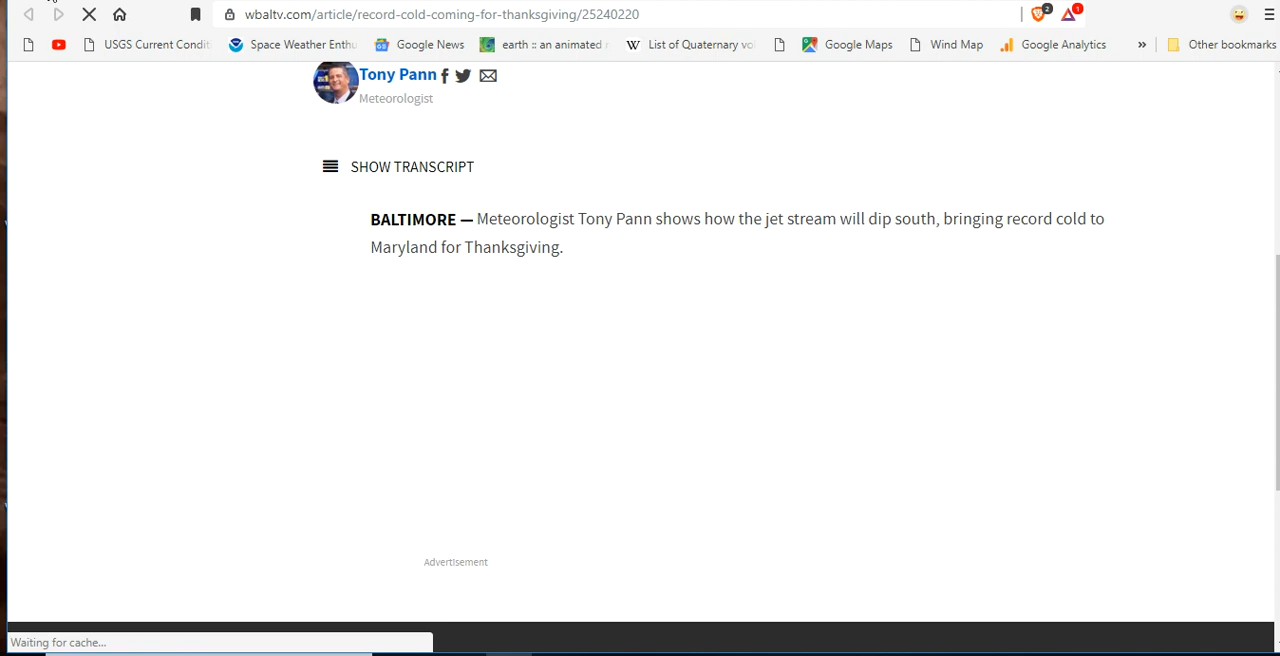 wbaltv.com/article/record-cold-coming-for-thanksgiving/25240220
2
1
USGS Current Condit
Space Weather Enthu
Google News
earth :: an animated
List of Quaternary vo
Google Maps
Wind Map
Google Analytics
»
Other bookmarks
Tony Pann
Meteorologist
SHOW TRANSCRIPT
BALTIMORE — Meteorologist Tony Pann shows how the jet stream will dip south, bringing record cold to
Maryland for Thanksgiving.
Advertisement
Waiting for cache...